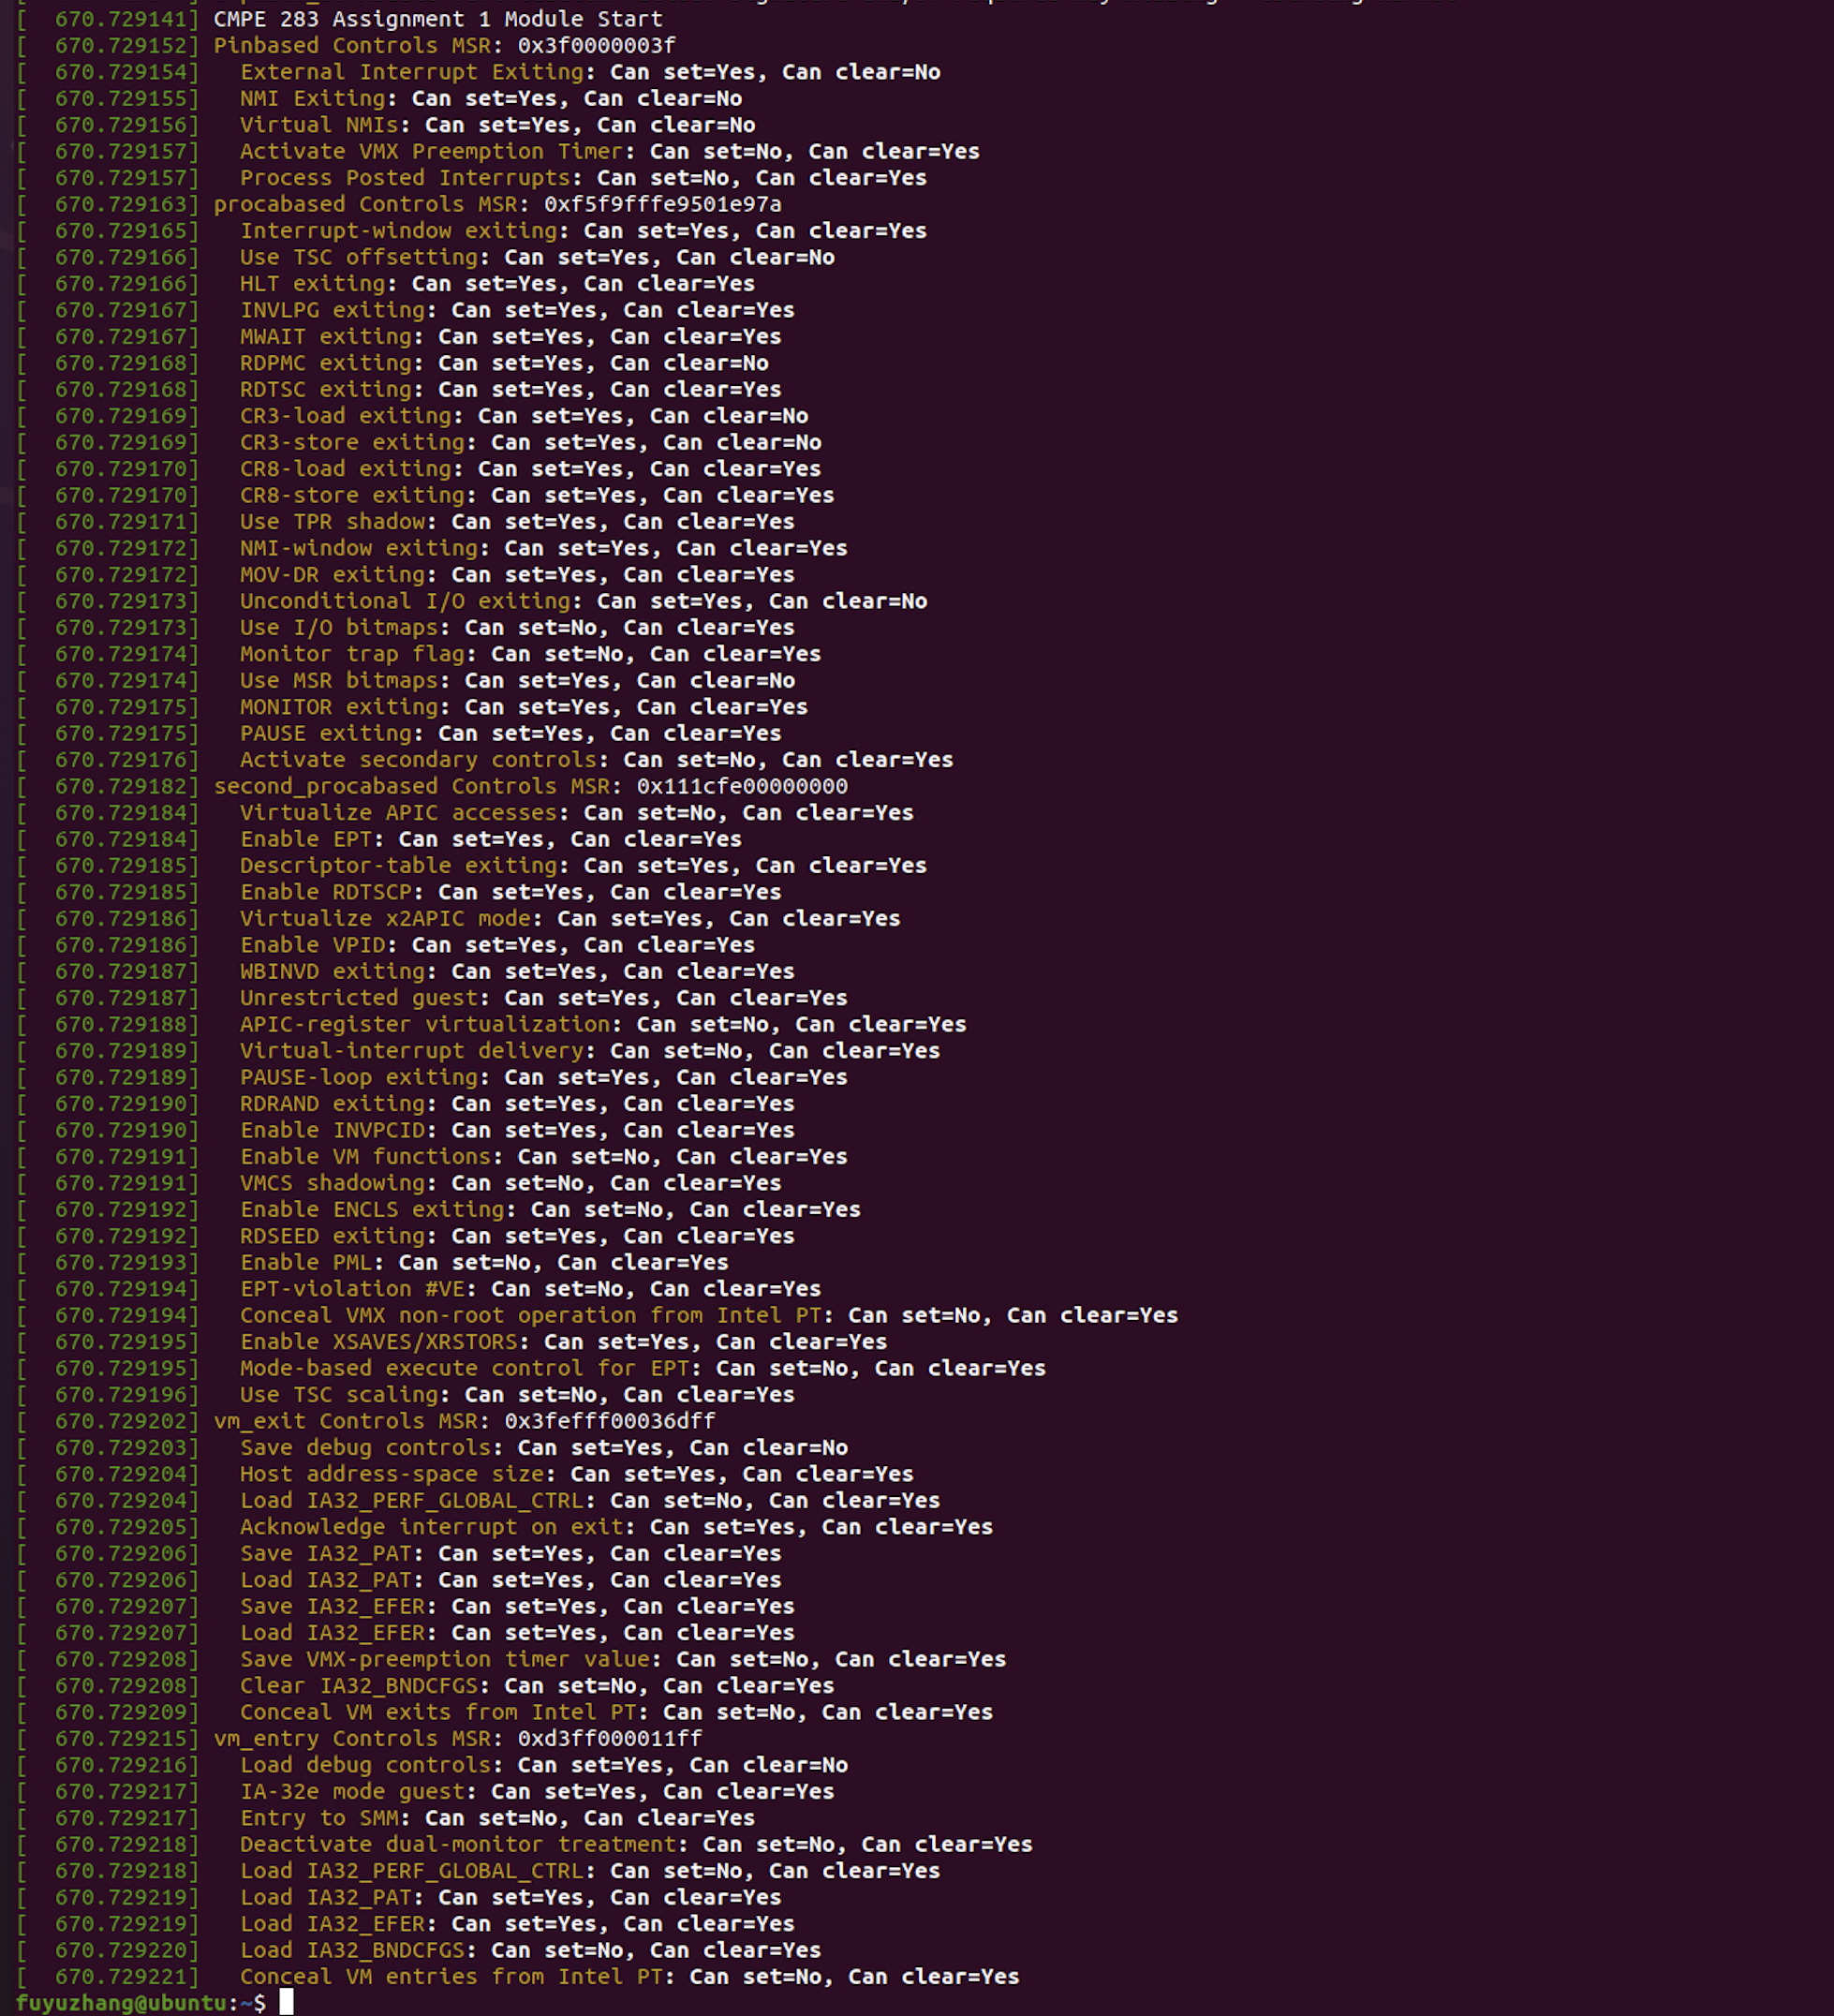 [  670.729141] CMPE 283 Assignment 1 Module Start
[  670.729152] Pinbased Controls MSR: 0x3f0000003f
[  670.729154]   External Interrupt Exiting: Can set=Yes, Can clear=No
[  670.729155]   NMI Exiting: Can set=Yes, Can clear=No
[  670.729156]   Virtual NMIs: Can set=Yes, Can clear=No
[  670.729157]   Activate VMX Preemption Timer: Can set=No, Can clear=Yes
[  670.729157]   Process Posted Interrupts: Can set=No, Can clear=Yes
[  670.729163] procabased Controls MSR: 0xf5f9fffe9501e97a
[  670.729165]   Interrupt-window exiting: Can set=Yes, Can clear=Yes
[  670.729166]   Use TSC offsetting: Can set=Yes, Can clear=No
[  670.729166]   HLT exiting: Can set=Yes, Can clear=Yes
[  670.729167]   INVLPG exiting: Can set=Yes, Can clear=Yes
[  670.729167]   MWAIT exiting: Can set=Yes, Can clear=Yes
[  670.729168]   RDPMC exiting: Can set=Yes, Can clear=No
[  670.729168]   RDTSC exiting: Can set=Yes, Can clear=Yes
[  670.729169]   CR3-load exiting: Can set=Yes, Can clear=No
[  670.729169]   CR3-store exiting: Can set=Yes, Can clear=No
[  670.729170]   CR8-load exiting: Can set=Yes, Can clear=Yes
[  670.729170]   CR8-store exiting: Can set=Yes, Can clear=Yes
[  670.729171]   Use TPR shadow: Can set=Yes, Can clear=Yes
[  670.729172]   NMI-window exiting: Can set=Yes, Can clear=Yes
[  670.729172]   MOV-DR exiting: Can set=Yes, Can clear=Yes
[  670.729173]   Unconditional I/O exiting: Can set=Yes, Can clear=No
[  670.729173]   Use I/O bitmaps: Can set=No, Can clear=Yes
[  670.729174]   Monitor trap flag: Can set=No, Can clear=Yes
[  670.729174]   Use MSR bitmaps: Can set=Yes, Can clear=No
[  670.729175]   MONITOR exiting: Can set=Yes, Can clear=Yes
[  670.729175]   PAUSE exiting: Can set=Yes, Can clear=Yes
[  670.729176]   Activate secondary controls: Can set=No, Can clear=Yes
[  670.729182] second_procabased Controls MSR: 0x111cfe00000000
[  670.729184]   Virtualize APIC accesses: Can set=No, Can clear=Yes
[  670.729184]   Enable EPT: Can set=Yes, Can clear=Yes
[  670.729185]   Descriptor-table exiting: Can set=Yes, Can clear=Yes
[  670.729185]   Enable RDTSCP: Can set=Yes, Can clear=Yes
[  670.729186]   Virtualize x2APIC mode: Can set=Yes, Can clear=Yes
[  670.729186]   Enable VPID: Can set=Yes, Can clear=Yes
[  670.729187]   WBINVD exiting: Can set=Yes, Can clear=Yes
[  670.729187]   Unrestricted guest: Can set=Yes, Can clear=Yes
[  670.729188]   APIC-register virtualization: Can set=No, Can clear=Yes
[  670.729189]   Virtual-interrupt delivery: Can set=No, Can clear=Yes
[  670.729189]   PAUSE-loop exiting: Can set=Yes, Can clear=Yes
[  670.729190]   RDRAND exiting: Can set=Yes, Can clear=Yes
[  670.729190]   Enable INVPCID: Can set=Yes, Can clear=Yes
[  670.729191]   Enable VM functions: Can set=No, Can clear=Yes
[  670.729191]   VMCS shadowing: Can set=No, Can clear=Yes
[  670.729192]   Enable ENCLS exiting: Can set=No, Can clear=Yes
[  670.729192]   RDSEED exiting: Can set=Yes, Can clear=Yes
[  670.729193]   Enable PML: Can set=No, Can clear=Yes
[  670.729194]   EPT-violation #VE: Can set=No, Can clear=Yes
[  670.729194]   Conceal VMX non-root operation from Intel PT: Can set=No, Can clear=Yes
[  670.729195]   Enable XSAVES/XRSTORS: Can set=Yes, Can clear=Yes
[  670.729195]   Mode-based execute control for EPT: Can set=No, Can clear=Yes
[  670.729196]   Use TSC scaling: Can set=No, Can clear=Yes
[  670.729202] vm_exit Controls MSR: 0x3fefff00036dff
[  670.729203]   Save debug controls: Can set=Yes, Can clear=No
[  670.729204]   Host address-space size: Can set=Yes, Can clear=Yes
[  670.729204]   Load IA32_PERF_GLOBAL_CTRL: Can set=No, Can clear=Yes
[  670.729205]   Acknowledge interrupt on exit: Can set=Yes, Can clear=Yes
[  670.729206]   Save IA32_PAT: Can set=Yes, Can clear=Yes
[  670.729206]   Load IA32_PAT: Can set=Yes, Can clear=Yes
[  670.729207]   Save IA32_EFER: Can set=Yes, Can clear=Yes
[  670.729207]   Load IA32_EFER: Can set=Yes, Can clear=Yes
[  670.729208]   Save VMX-preemption timer value: Can set=No, Can clear=Yes
[  670.729208]   Clear IA32_BNDCFGS: Can set=No, Can clear=Yes
[  670.729209]   Conceal VM exits from Intel PT: Can set=No, Can clear=Yes
[  670.729215] vm_entry Controls MSR: 0xd3ff000011ff
[  670.729216]   Load debug controls: Can set=Yes, Can clear=No
[  670.729217]   IA-32e mode guest: Can set=Yes, Can clear=Yes
[  670.729217]   Entry to SMM: Can set=No, Can clear=Yes
[  670.729218]   Deactivate dual-monitor treatment: Can set=No, Can clear=Yes
[  670.729218]   Load IA32_PERF_GLOBAL_CTRL: Can set=No, Can clear=Yes
[  670.729219]   Load IA32_PAT: Can set=Yes, Can clear=Yes
[  670.729219]   Load IA32_EFER: Can set=Yes, Can clear=Yes
[  670.729220]   Load IA32_BNDCFGS: Can set=No, Can clear=Yes
[  670.729221]   Conceal VM entries from Intel PT: Can set=No, Can clear=Yes
fuyuzhang@ubuntu:~$